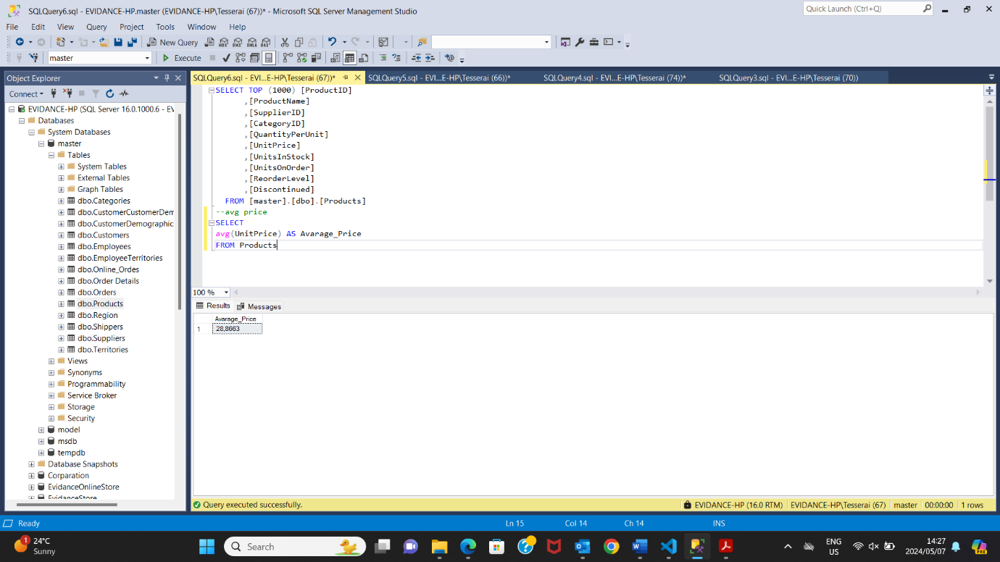 SQLQuery6.sql - EVIDANCE-HP.master (EVIDANCE-HP\Tesserai (67))* - Microsoft SQL Server Management Studio
Quick Launch (Ctrl+Q)
File Edit View Query Project Tools Window Help
New Query
MDX DMX XMLA DAX
master Execute
Object Explorer
SQLQuery6.sql - EVI...E-HP\Tesserai (67))* SQLQuery5.sql - EVI...E-HP\Tesserai (66))* SQLQuery4.sql - EVI...E-HP\Tesserai (74))* SQLQuery3.sql - EVI...E-HP\Tesserai (70))
Connect
EVIDANCE-HP (SQL Server 16.0.1000.6 - EV
Databases
System Databases
master
Tables
System Tables
External Tables
Graph Tables
dbo.Categories
dbo.CustomerCustomerDem
dbo.CustomerDemographic
dbo.Customers
dbo.Employees
dbo.EmployeeTerritories
dbo.Online_Ordes
dbo.Order Details
dbo.Orders
dbo.Products
dbo.Region
dbo.Shippers
dbo.Suppliers
dbo.Territories
Views
Synonyms
Programmability
Service Broker
Storage
Security
model
msdb
tempdb
Database Snapshots
Corparation
EvidanceOnlineStore
EvidanceStore
SELECT TOP (1000) [ProductID]
,[ProductName]
,[SupplierID]
,[CategoryID]
,[QuantityPerUnit]
,[UnitPrice]
,[UnitsInStock]
,[UnitsOnOrder]
,[ReorderLevel]
,[Discontinued]
FROM [master].[dbo].[Products]
--avg price
SELECT
avg(UnitPrice) AS Avarage_Price
FROM Products
100 %
Results Messages
Avarage_Price
1 28,8663
Query executed successfully. EVIDANCE-HP (16.0 RTM) EVIDANCE-HP\Tesserai (67) master 00:00:00 1 rows
Ready Ln 15 Col 14 Ch 14 INS
1 24°C
Sunny
Search
ENG
US
14:27
2024/05/07
PRE